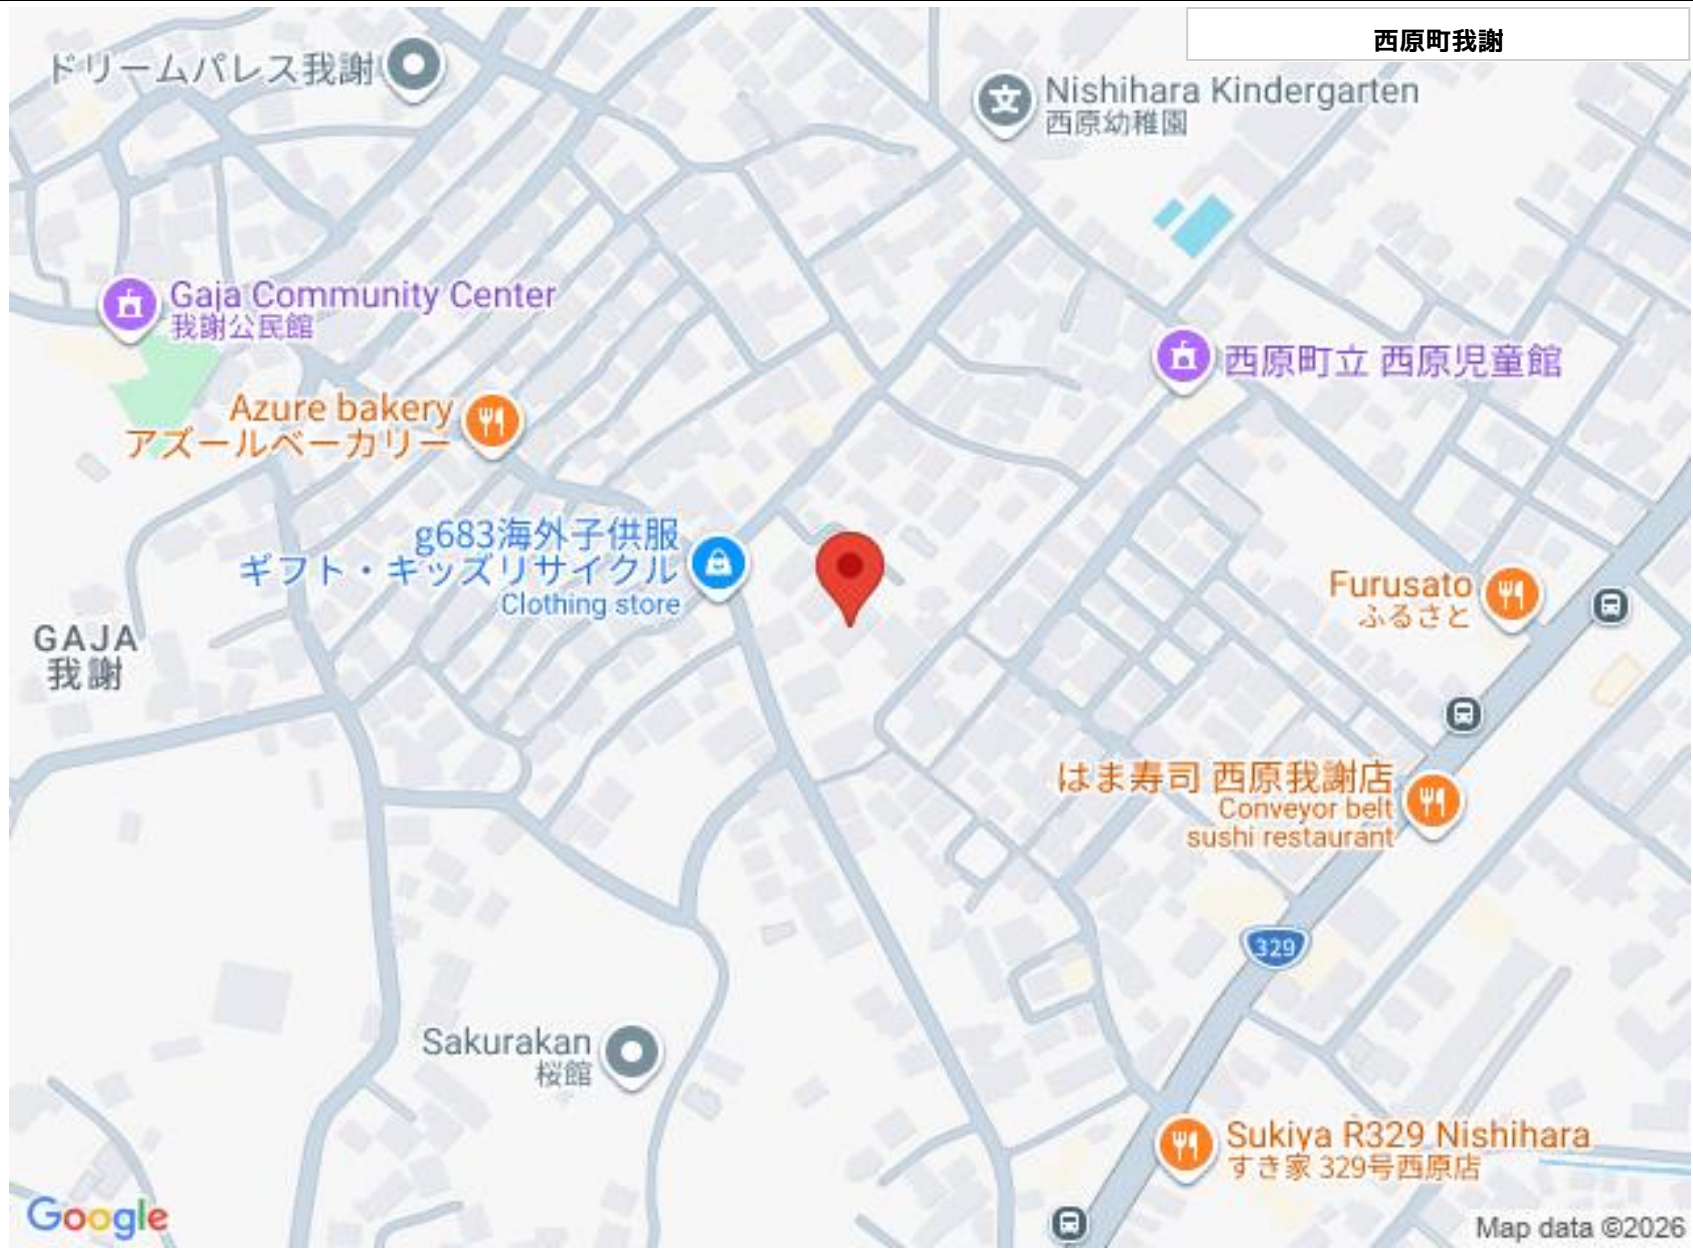 西原町我謝
ドリームパレス我謝
Nishihara Kindergarten
西原幼稚園
Gaja Community Center
我謝公民館
西原町立 西原児童館
Azure bakery
アズールベーカリー
g683海外子供服
ギフト・キッズリサイクル
Clothing store
Furusato
ふるさと
GAJA
我謝
はま寿司 西原我謝店
Conveyor belt
sushi restaurant
329
Sakurakan
桜館
Sukiya R329 Nishihara
すき家 329号西原店
Google
Map data ©2026